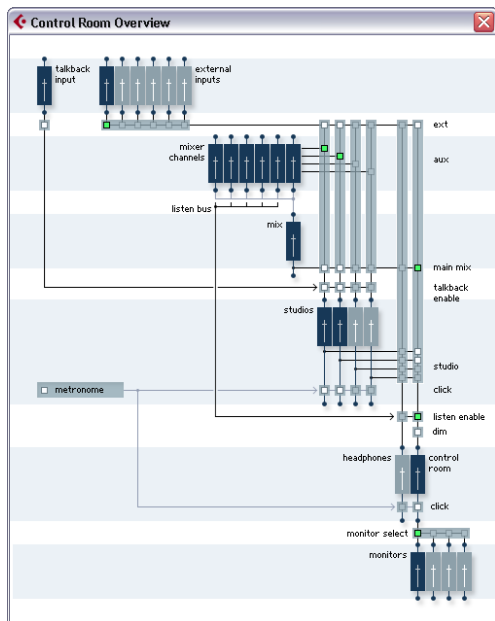 Control Room Overview
talkback
input
external
inputs
ext
mixer
channels
aux
listen bus
mix
main mix
talkback
enable
studios
studio
metronome
click
listen enable
dim
headphones
control
room
click
monitor select
monitors